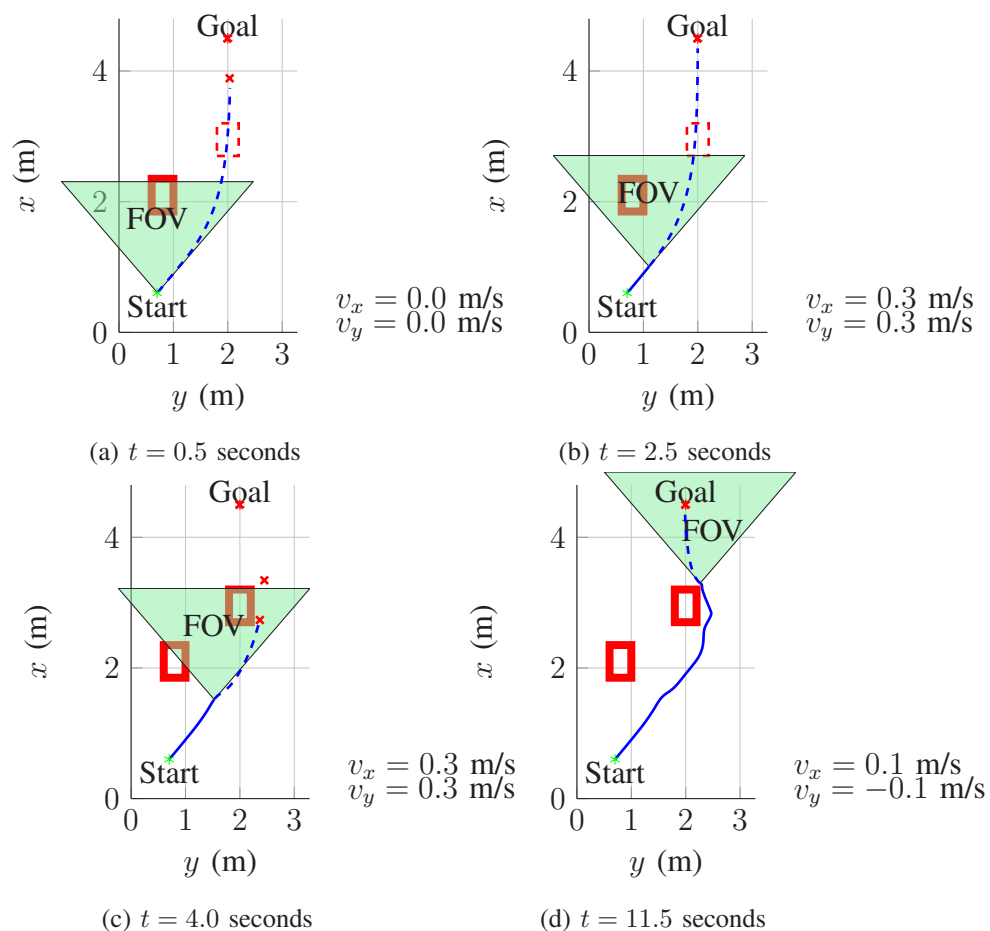 Goal
4
x (m)
2
FOV
Start
0
0 1 2 3
y (m)
v_x = 0.0 m/s
v_y = 0.0 m/s
(a) t = 0.5 seconds
Goal
4
x (m)
2
FOV
Start
0
0 1 2 3
y (m)
v_x = 0.3 m/s
v_y = 0.3 m/s
(b) t = 2.5 seconds
Goal
4
x (m)
FOV
2
Start
0
0 1 2 3
y (m)
v_x = 0.3 m/s
v_y = 0.3 m/s
(c) t = 4.0 seconds
Goal
FOV
4
x (m)
2
Start
0
0 1 2 3
y (m)
v_x = 0.1 m/s
v_y = −0.1 m/s
(d) t = 11.5 seconds